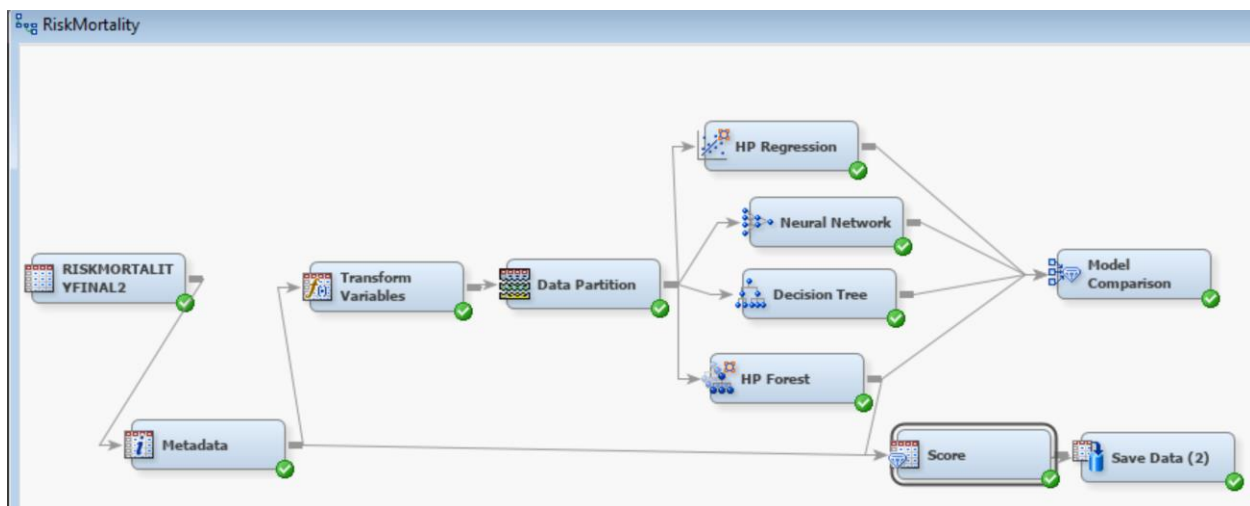 RiskMortality
HP Regression
Neural Network
RISKMORTALIT
YFINAL2
Transform
Variables
Data Partition
Decision Tree
Model
Comparison
HP Forest
Metadata
Score
Save Data (2)